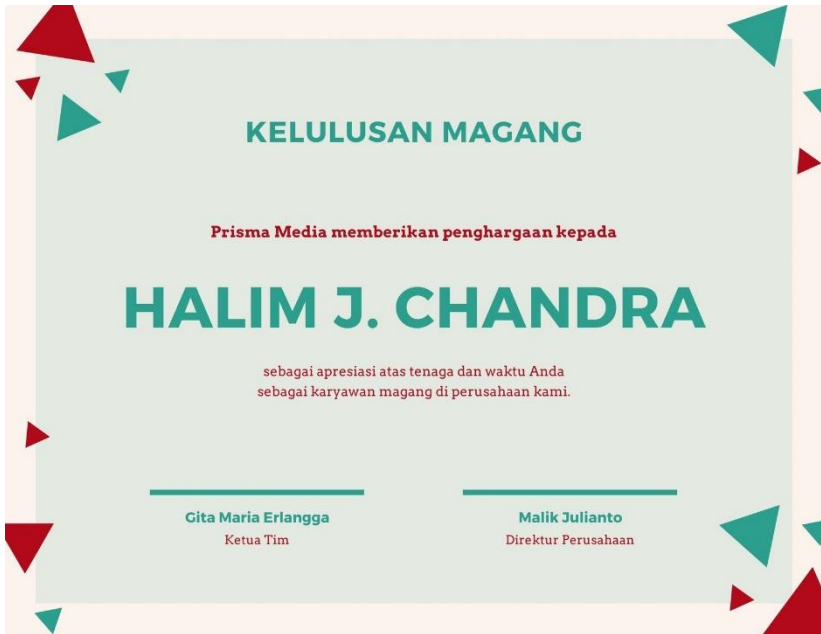 KELULUSAN MAGANG
Prisma Media memberikan penghargaan kepada
HALIM J. CHANDRA
sebagai apresiasi atas tenaga dan waktu Anda
sebagai karyawan magang di perusahaan kami.
Gita Maria Erlangga
Ketua Tim
Malik Julianto
Direktur Perusahaan